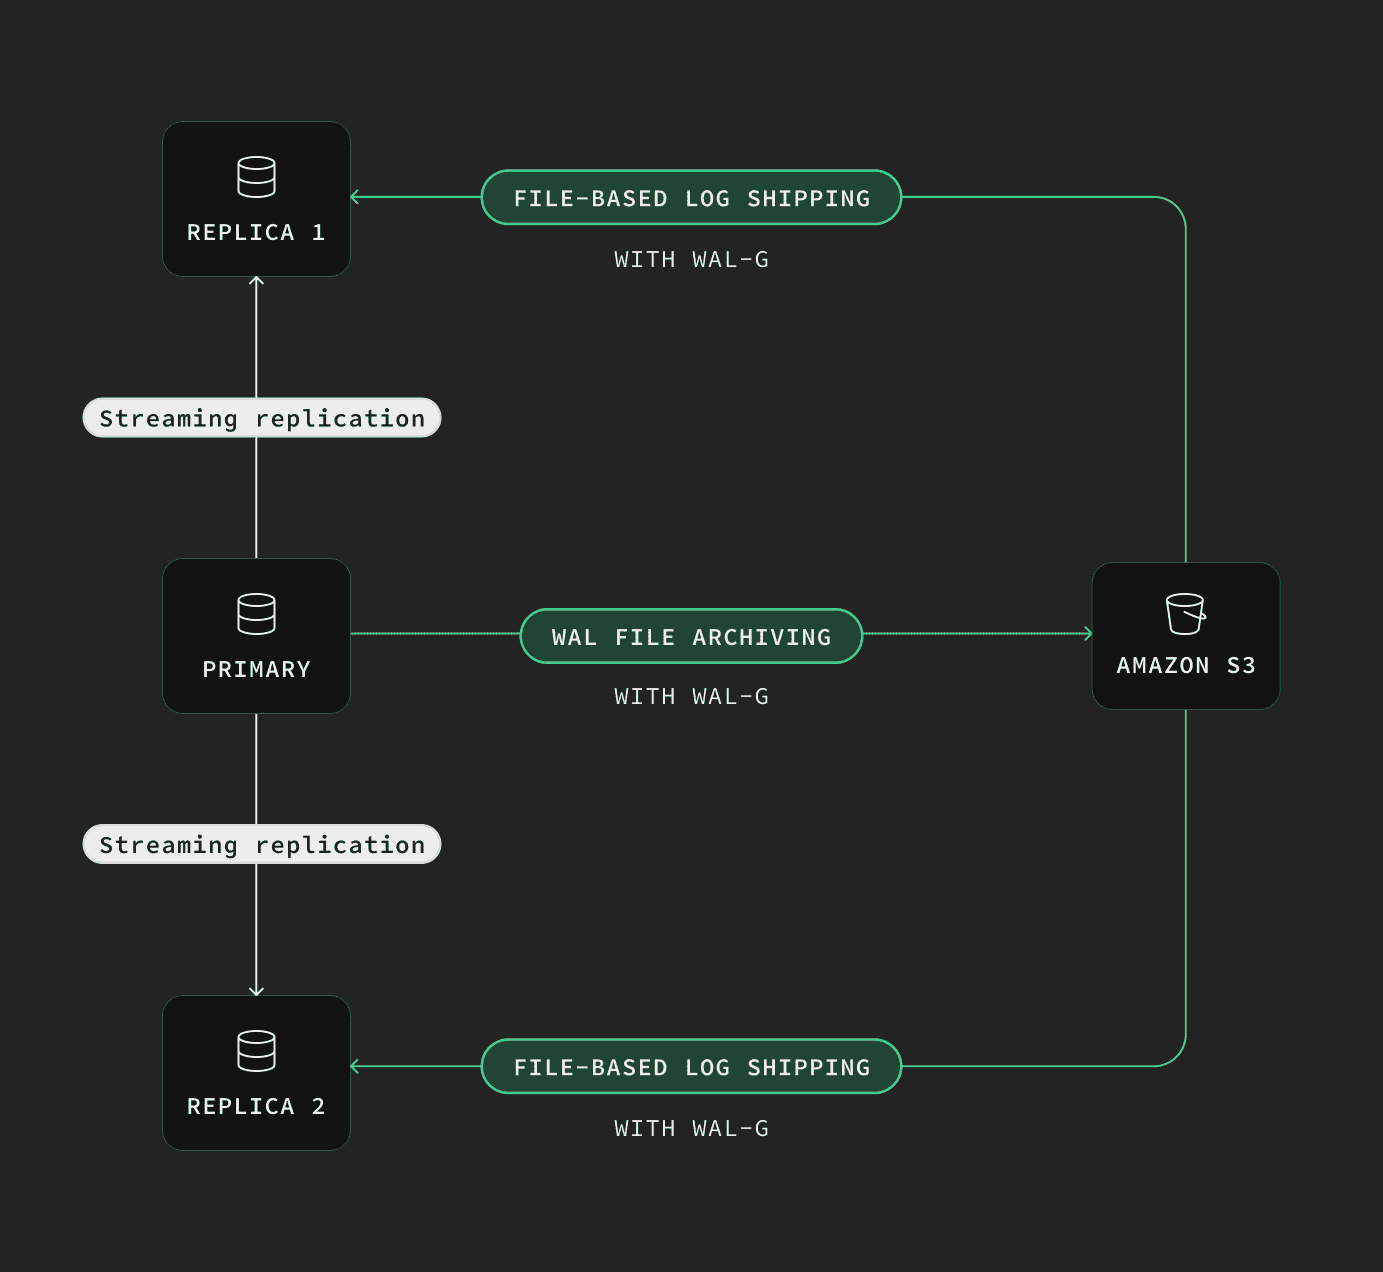 FILE-BASED LOG SHIPPING
REPLICA 1
WITH WAL-G
Streaming replication
WAL FILE ARCHIVING
PRIMARY
AMAZON S3
WITH WAL-G
Streaming replication
FILE-BASED LOG SHIPPING
REPLICA 2
WITH WAL-G